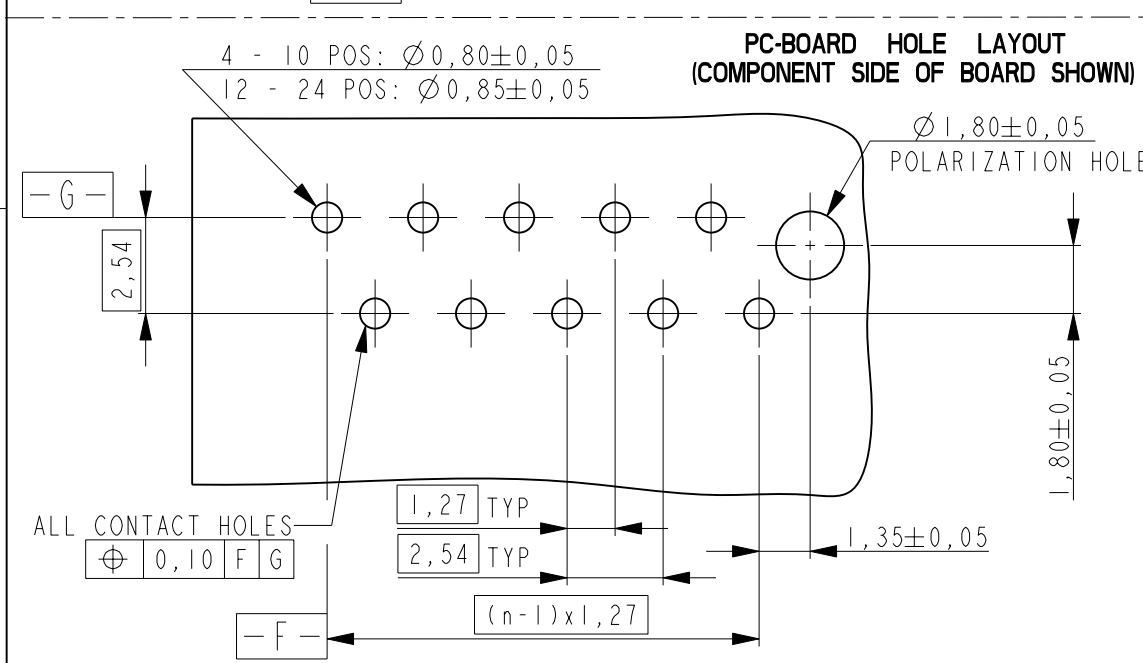 PC-BOARD HOLE LAYOUT
(COMPONENT SIDE OF BOARD SHOWN)
4 - 10 POS: Ø0,80±0,05
12 - 24 POS: Ø0,85±0,05
Ø1,80±0,05
POLARIZATION HOLE
-G-
2,54
1,80±0,05
ALL CONTACT HOLES
⌖ 0,10 F G
1,27 TYP
2,54 TYP
1,35±0,05
(n-1)x1,27
-F-